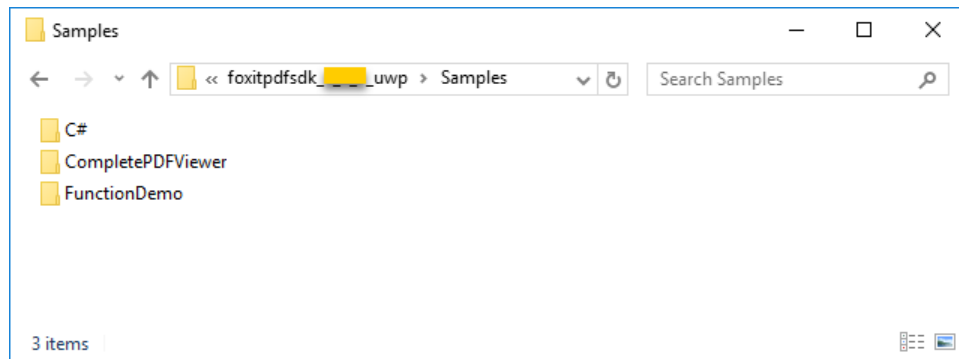 Samples
« foxitpdfsdk_ _uwp > Samples
Search Samples
C#
CompletePDFViewer
FunctionDemo
3 items